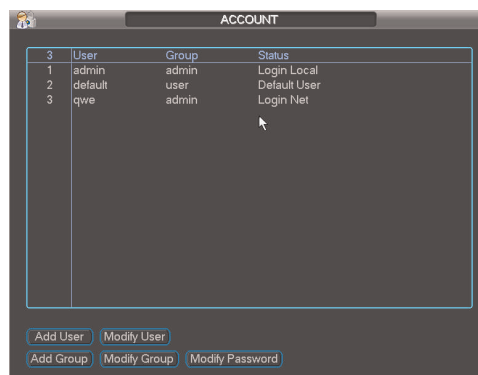 ACCOUNT
3 User Group Status
1 admin admin Login Local
2 default user Default User
3 qwe admin Login Net
Add User Modify User
Add Group Modify Group Modify Password